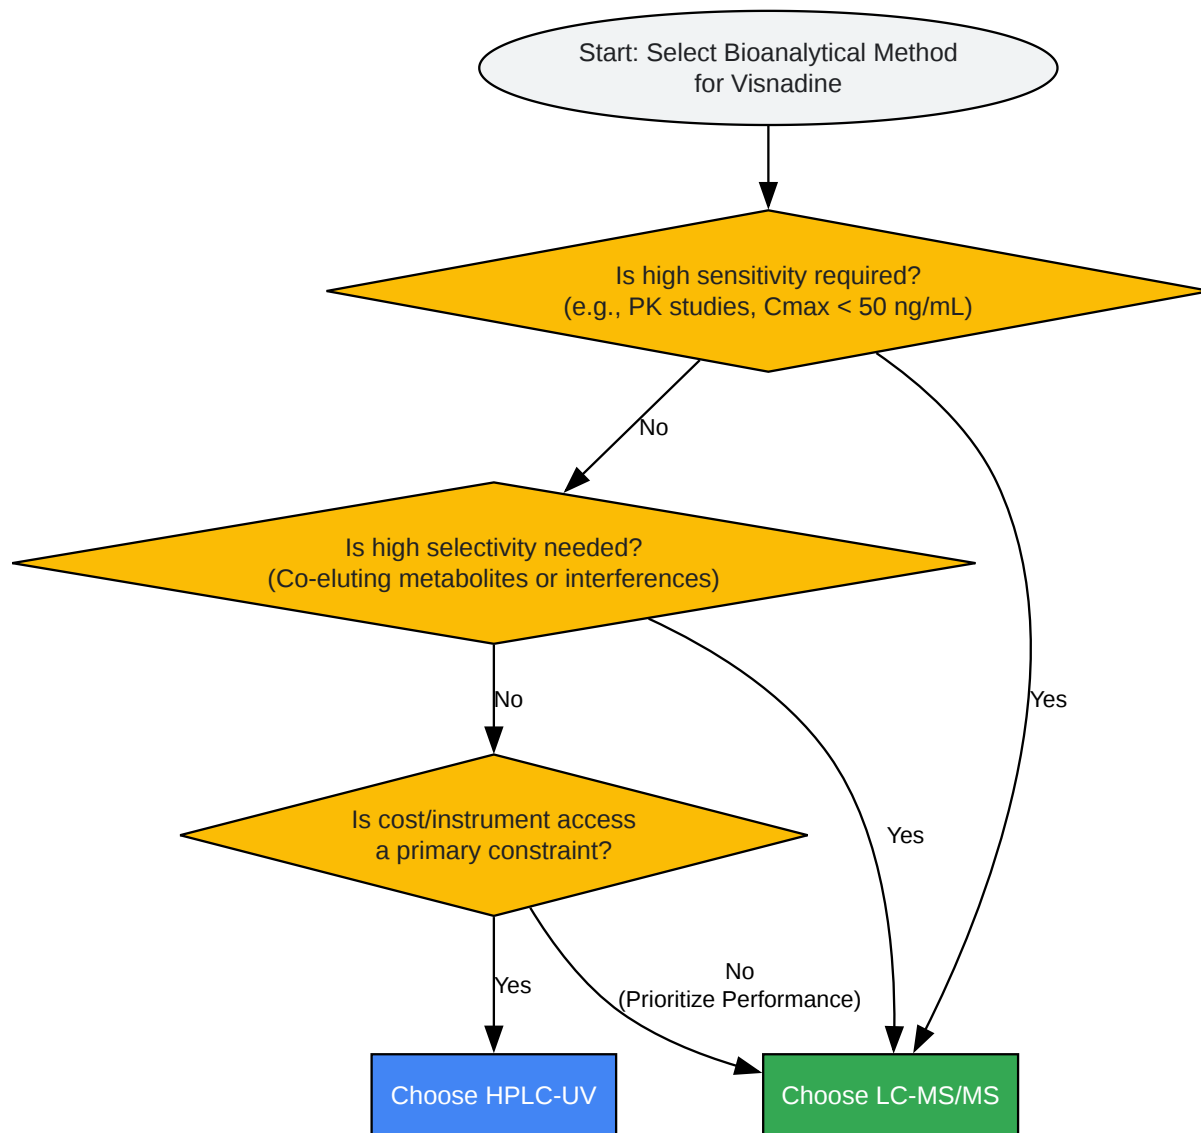 Start: Select Bioanalytical Method
for Visnadine
Is high sensitivity required?
(e.g., PK studies, Cmax < 50 ng/mL)
No
Is high selectivity needed?
(Co-eluting metabolites or interferences)
No
Yes
Is cost/instrument access
a primary constraint?
Yes
Yes
No
(Prioritize Performance)
Choose HPLC-UV
Choose LC-MS/MS